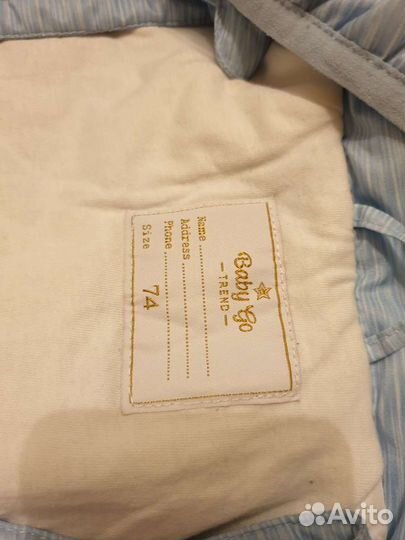 Baby Go
— TREND —
Name
Address
Phone
Size 74
Avito